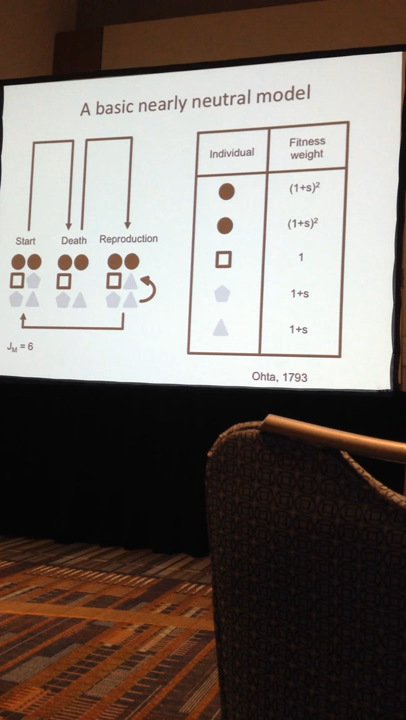 A basic nearly neutral model
Start Death Reproduction
J_M = 6
Individual Fitness weight
(1+s)²
(1+s)²
1
1+s
1+s
Ohta, 1793